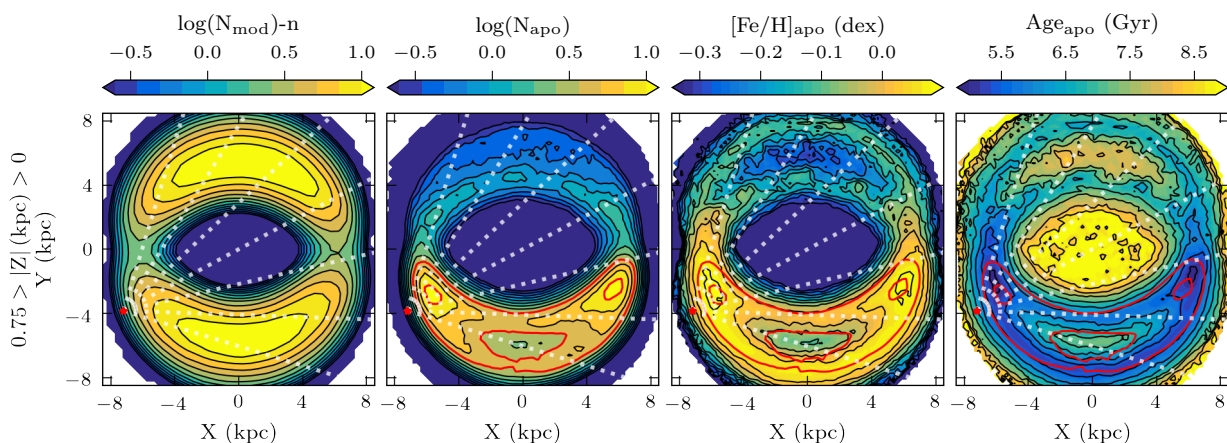 log(N_mod)-n log(N_apo) [Fe/H]_apo (dex) Age_apo (Gyr)
−0.5 0.0 0.5 1.0 −0.5 0.0 0.5 1.0 −0.3 −0.2 −0.1 0.0 5.5 6.5 7.5 8.5
8
4
0
−4
−8
0.75 > |Z| (kpc) > 0
Y (kpc)
−8 −4 0 4 8 −8 −4 0 4 8 −8 −4 0 4 8 −8 −4 0 4 8
X (kpc) X (kpc) X (kpc) X (kpc)